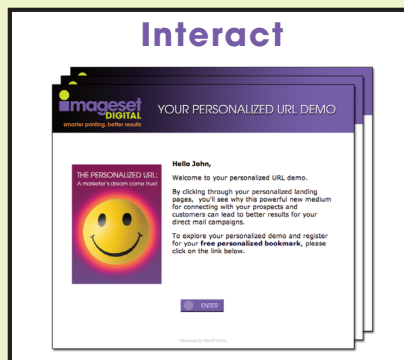 Interact
imageset
DIGITAL
smarter printing, better results
YOUR PERSONALIZED URL DEMO
THE PERSONALIZED URL:
A marketer's dream come true!
Hello John,
Welcome to your personalized URL demo.
By clicking through your personalized landing
pages, you'll see why this powerful new medium
for connecting with your prospects and
customers can lead to better results for your
direct mail campaigns.
To explore your personalized demo and register
for your free personalized bookmark, please
click on the link below.
ENTER
Powered by MindFireInc